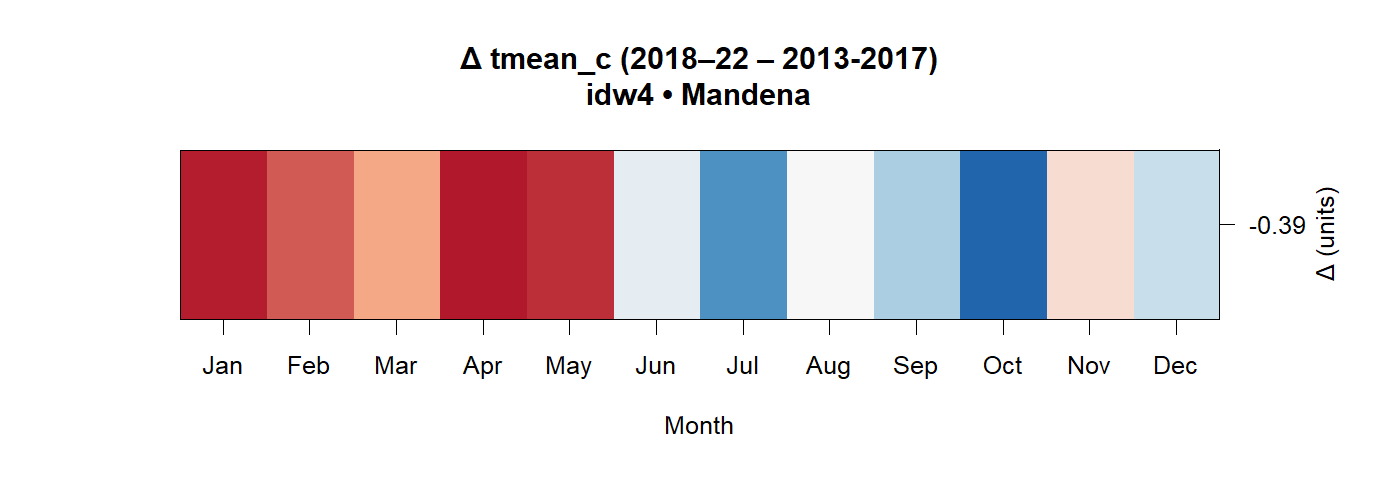 Δ tmean_c (2018–22 – 2013-2017)
idw4 • Mandena
-0.39
Δ (units)
Jan Feb Mar Apr May Jun Jul Aug Sep Oct Nov Dec
Month